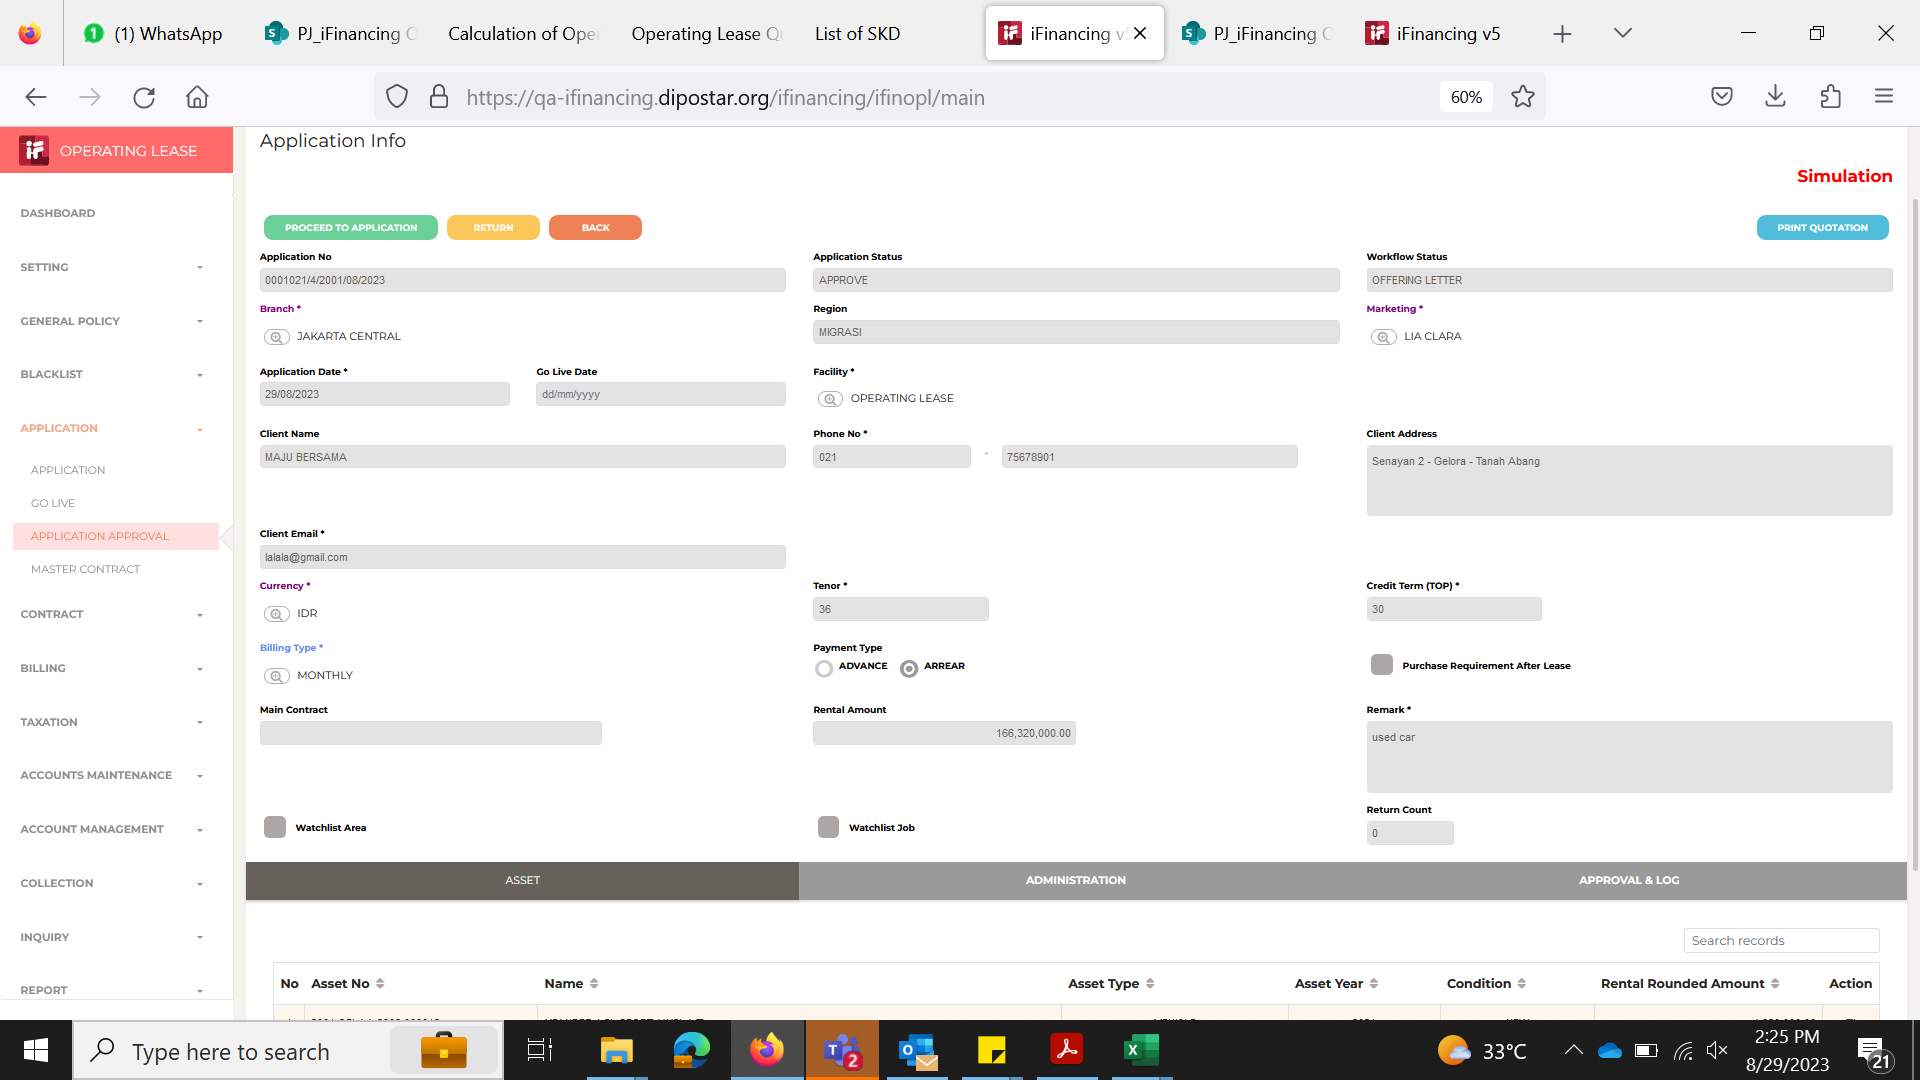 (1) WhatsApp
PJ_iFinancing O
Calculation of Oper
Operating Lease Qu
List of SKD
iFinancing v5
PJ_iFinancing O
iFinancing v5
https://qa-ifinancing.dipostar.org/ifinancing/ifinopl/main
60%
iF OPERATING LEASE
DASHBOARD
SETTING
GENERAL POLICY
BLACKLIST
APPLICATION
APPLICATION
GO LIVE
APPLICATION APPROVAL
MASTER CONTRACT
CONTRACT
BILLING
TAXATION
ACCOUNTS MAINTENANCE
ACCOUNT MANAGEMENT
COLLECTION
INQUIRY
REPORT
Application Info
Simulation
PROCEED TO APPLICATION RETURN BACK PRINT QUOTATION
Application No Application Status Workflow Status
0001021/4/2001/08/2023 APPROVE OFFERING LETTER
Branch * Region Marketing *
JAKARTA CENTRAL MIGRASI LIA CLARA
Application Date * Go Live Date Facility *
29/08/2023 dd/mm/yyyy OPERATING LEASE
Client Name Phone No * Client Address
MAJU BERSAMA 021 - 75678901 Senayan 2 - Gelora - Tanah Abang
Client Email *
lalala@gmail.com
Currency * Tenor * Credit Term (TOP) *
IDR 36 30
Billing Type * Payment Type
MONTHLY ADVANCE ARREAR Purchase Requirement After Lease
Main Contract Rental Amount Remark *
166,320,000.00 used car
Return Count
Watchlist Area Watchlist Job 0
ASSET ADMINISTRATION APPROVAL & LOG
Search records
No Asset No Name Asset Type Asset Year Condition Rental Rounded Amount Action
Type here to search
T 2
33°C
2:25 PM
8/29/2023
21